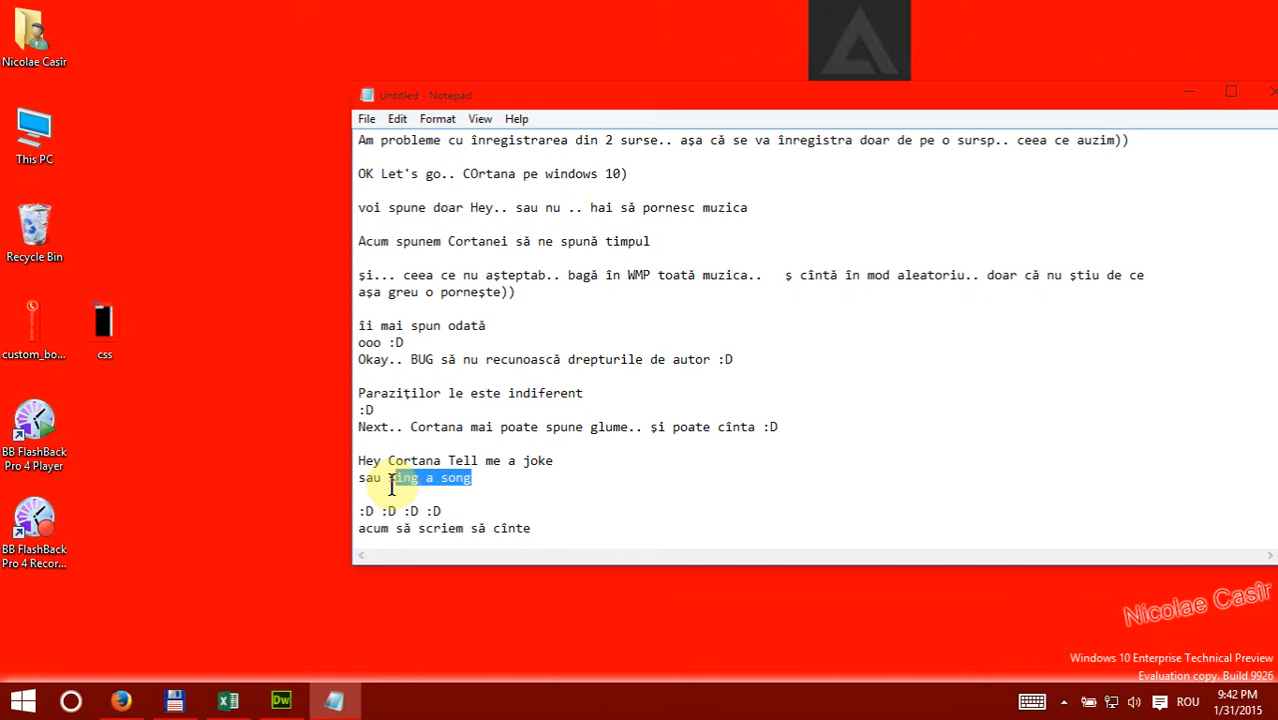 Nicolae Casîr
This PC
Recycle Bin
custom_bo...
css
BB FlashBack
Pro 4 Player
BB FlashBack
Pro 4 Recor...
Untitled - Notepad
File Edit Format View Help
Am probleme cu înregistrarea din 2 surse.. așa că se va înregistra doar de pe o sursp.. ceea ce auzim))
OK Let's go.. COrtana pe windows 10)
voi spune doar Hey.. sau nu .. hai să pornesc muzica
Acum spunem Cortanei să ne spună timpul
și... ceea ce nu așteptab.. bagă în WMP toată muzica.. ș cîntă în mod aleatoriu.. doar că nu știu de ce
așa greu o pornește))
îi mai spun odată
ooo :D
Okay.. BUG să nu recunoască drepturile de autor :D
Paraziților le este indiferent
:D
Next.. Cortana mai poate spune glume.. și poate cînta :D
Hey Cortana Tell me a joke
sau sing a song
:D :D :D :D
acum să scriem să cînte
Nicolae Casîr
Windows 10 Enterprise Technical Preview
Evaluation copy. Build 9926
Dw
ROU
9:42 PM
1/31/2015